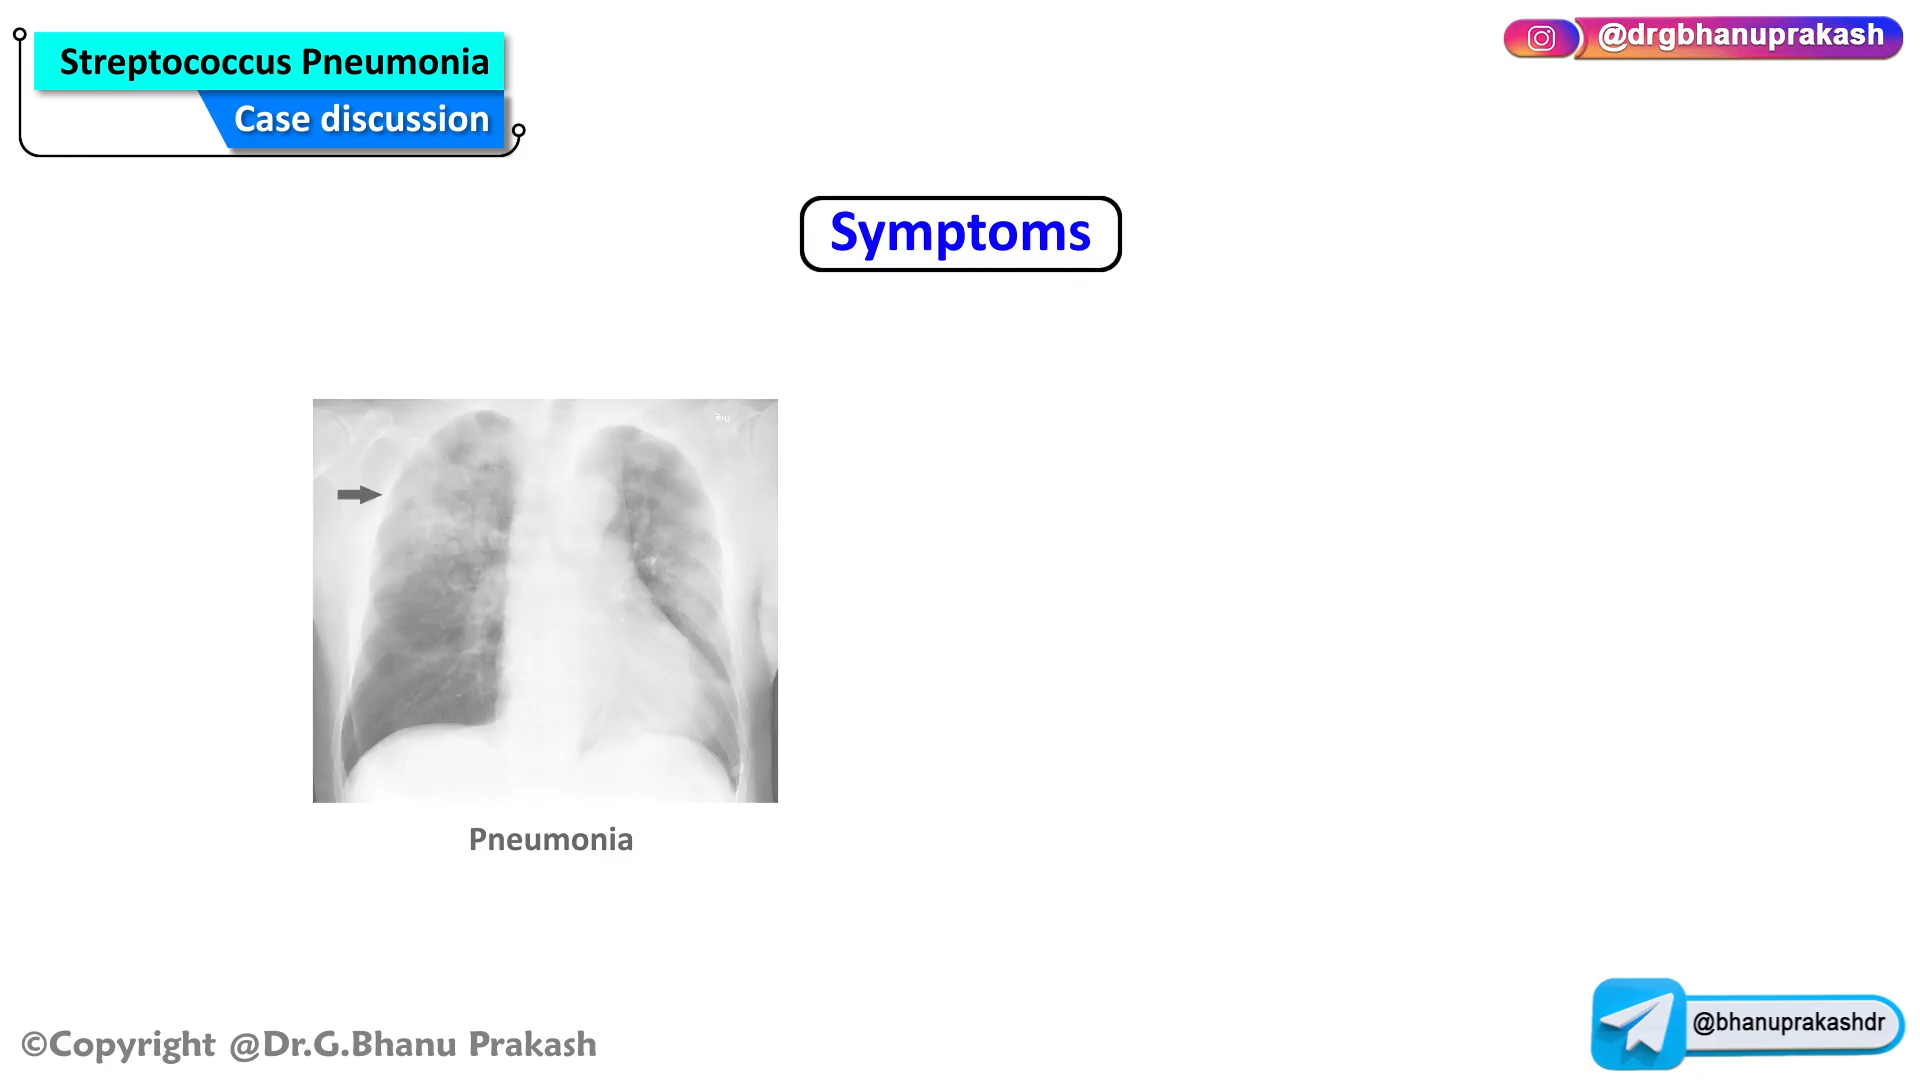 Streptococcus Pneumonia
Case discussion
@drgbhanuprakash
Symptoms
Pneumonia
©Copyright @Dr.G.Bhanu Prakash
@bhanuprakashdr